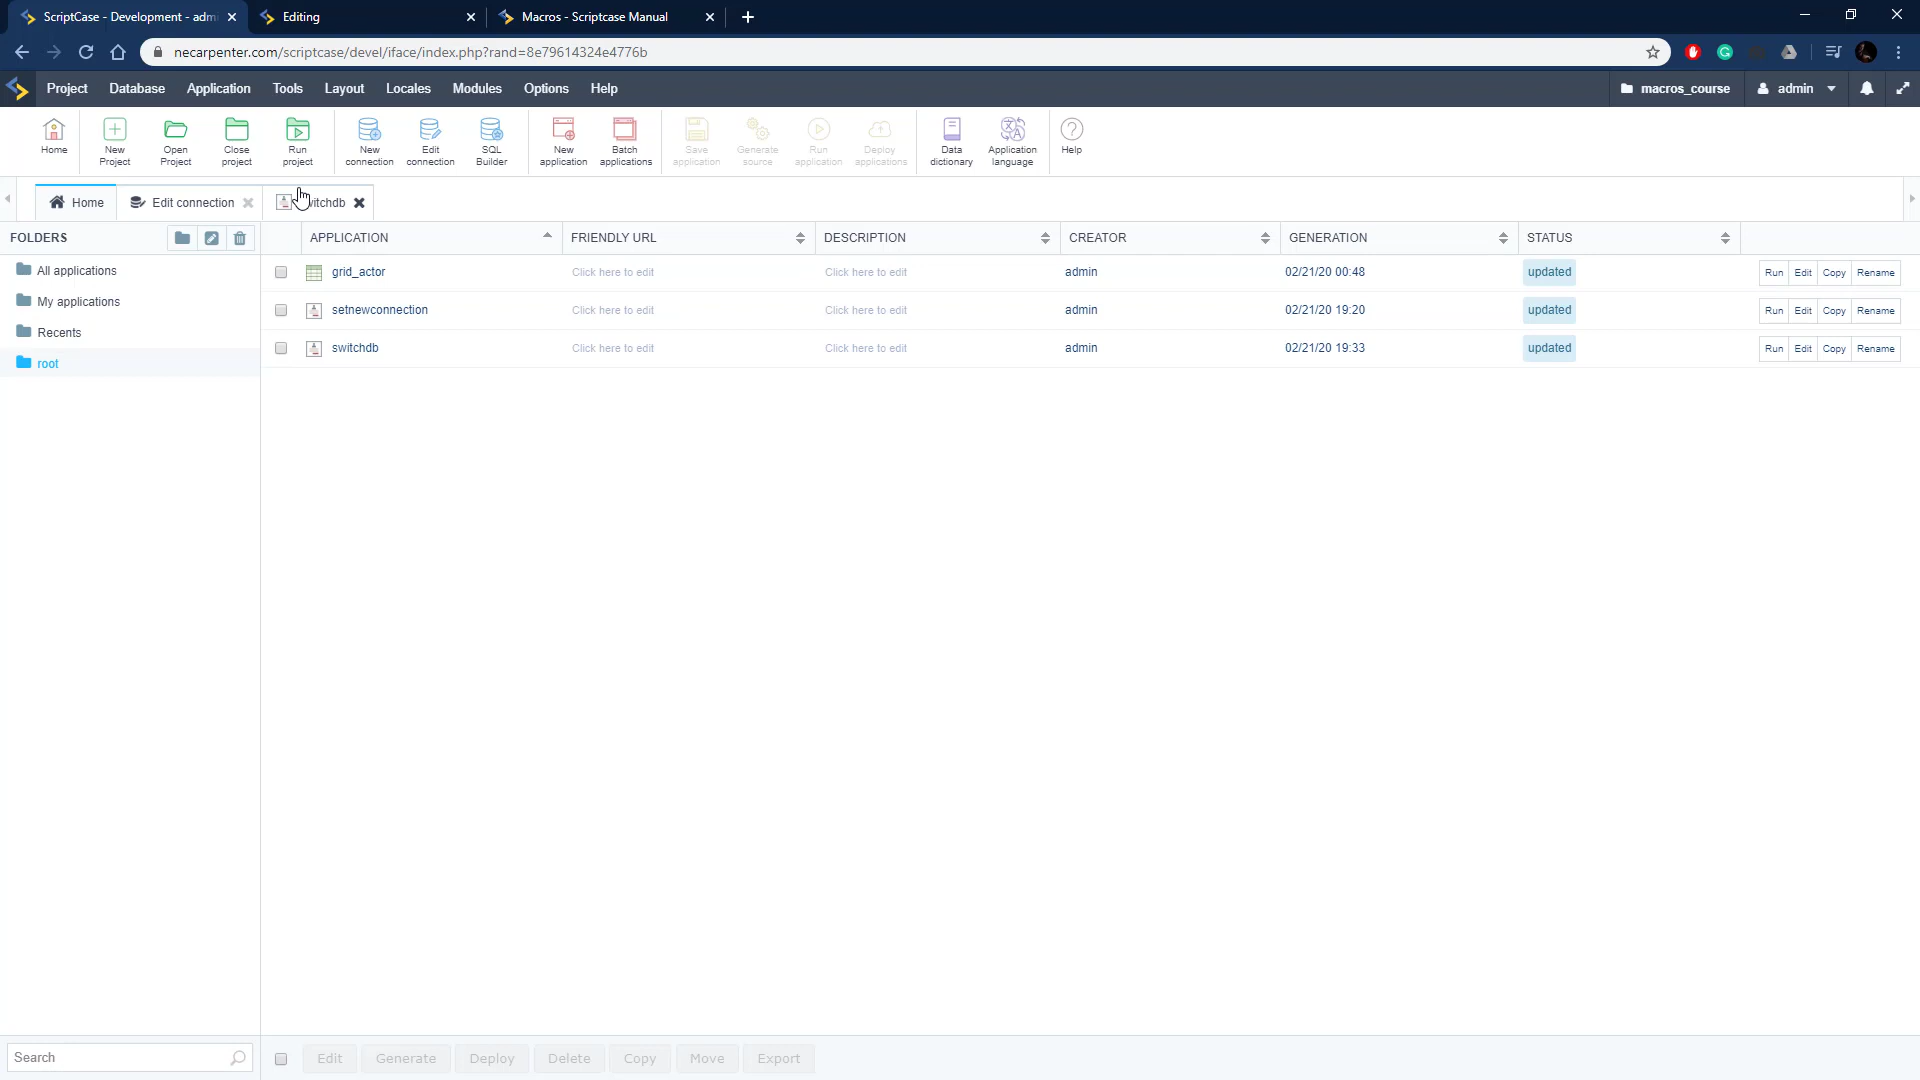 ScriptCase - Development - adm
Editing
Macros - Scriptcase Manual
necarpenter.com/scriptcase/devel/iface/index.php?rand=8e79614324e4776b
Project Database Application Tools Layout Locales Modules Options Help
macros_course admin
Home
New Project
Open Project
Close project
Run project
New connection
Edit connection
SQL Builder
New application
Batch applications
Save application
Generate source
Run application
Deploy applications
Data dictionary
Application language
Help
Home Edit connection itchdb
FOLDERS
All applications
My applications
Recents
root
APPLICATION FRIENDLY URL DESCRIPTION CREATOR GENERATION STATUS
grid_actor Click here to edit Click here to edit admin 02/21/20 00:48 updated Run Edit Copy Rename
setnewconnection Click here to edit Click here to edit admin 02/21/20 19:20 updated Run Edit Copy Rename
switchdb Click here to edit Click here to edit admin 02/21/20 19:33 updated Run Edit Copy Rename
Search
Edit Generate Deploy Delete Copy Move Export